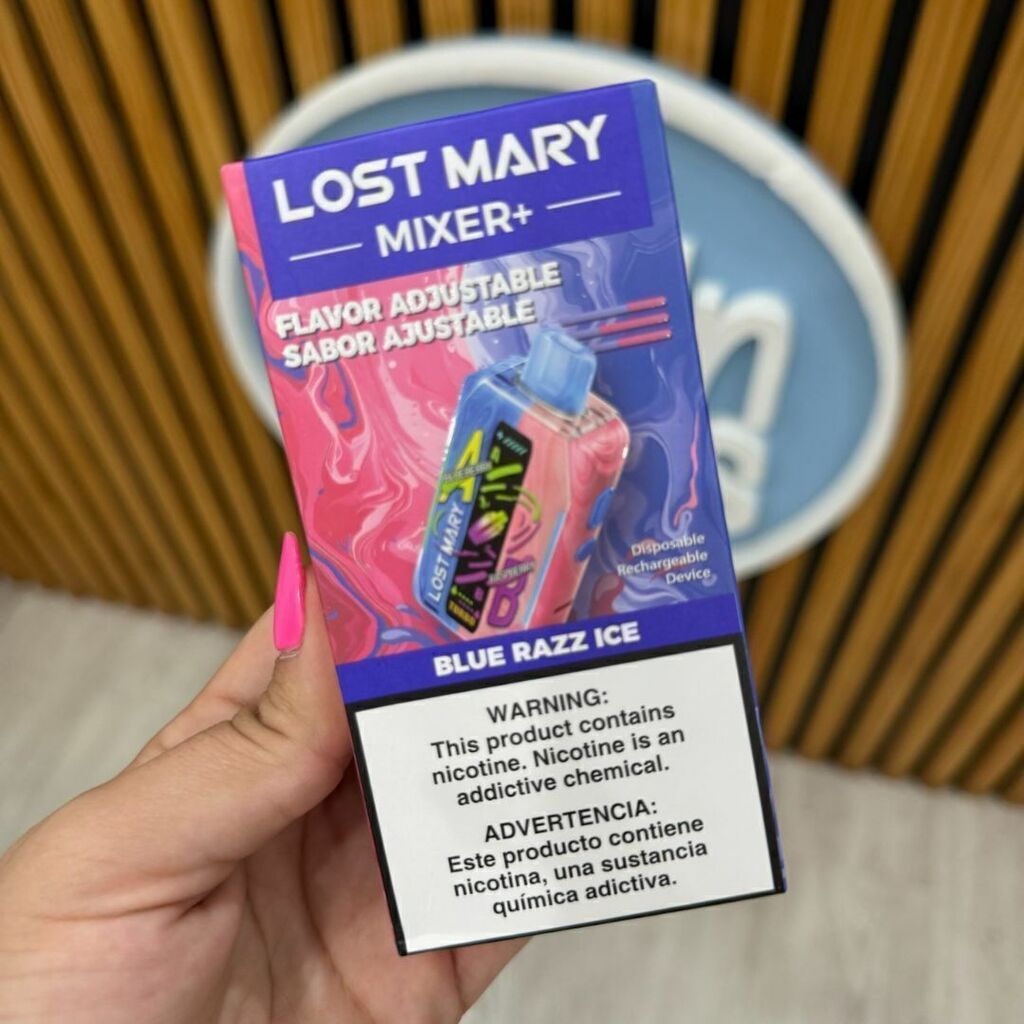 LOST MARY
MIXER+
FLAVOR ADJUSTABLE
SABOR AJUSTABLE
A
LOST MARY
B
TURBO
Disposable
Rechargeable
Device
BLUE RAZZ ICE
WARNING:
This product contains
nicotine. Nicotine is an
addictive chemical.
ADVERTENCIA:
Este producto contiene
nicotina, una sustancia
química adictiva.